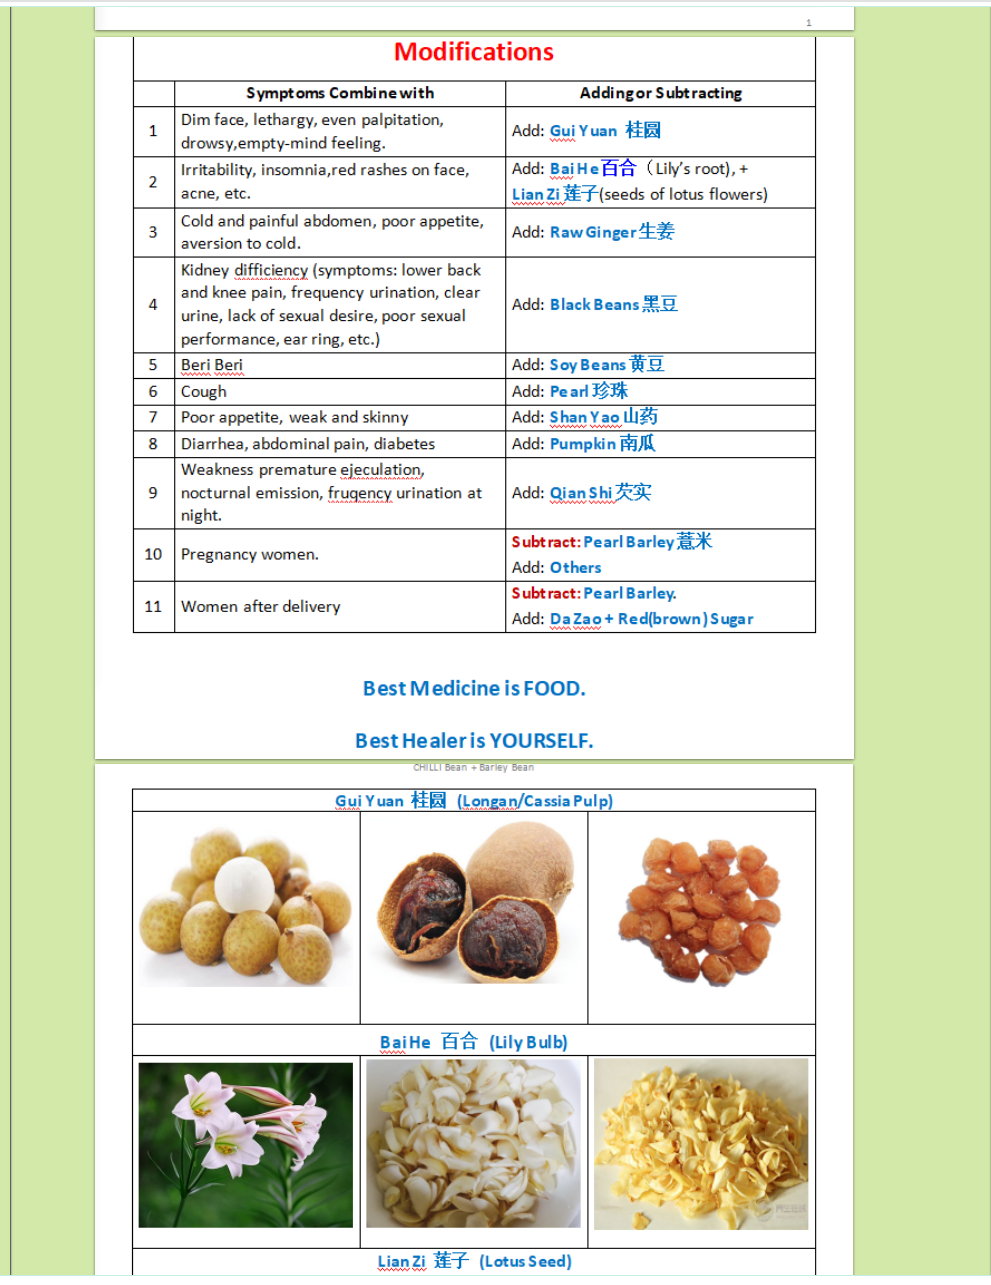 1
Modifications
Symptoms Combine with
Adding or Subtracting
1
Dim face, lethargy, even palpitation,
drowsy,empty-mind feeling.
Add: Gui Yuan 桂圆
2
Irritability, insomnia,red rashes on face,
acne, etc.
Add: Bai He 百合（Lily’s root), +
Lian Zi 莲子(seeds of lotus flowers)
3
Cold and painful abdomen, poor appetite,
aversion to cold.
Add: Raw Ginger 生姜
4
Kidney difficiency (symptoms: lower back
and knee pain, frequency urination, clear
urine, lack of sexual desire, poor sexual
performance, ear ring, etc.)
Add: Black Beans 黑豆
5
Beri Beri
Add: Soy Beans 黄豆
6
Cough
Add: Pearl 珍珠
7
Poor appetite, weak and skinny
Add: Shan Yao 山药
8
Diarrhea, abdominal pain, diabetes
Add: Pumpkin 南瓜
9
Weakness premature ejeculation,
nocturnal emission, fruqency urination at
night.
Add: Qian Shi 芡实
10
Pregnancy women.
Subtract: Pearl Barley 薏米
Add: Others
11
Women after delivery
Subtract: Pearl Barley.
Add: Da Zao + Red(brown) Sugar
Best Medicine is FOOD.
Best Healer is YOURSELF.
CHILLI Bean + Barley Bean
Gui Yuan 桂圆 (Longan/Cassia Pulp)
Bai He 百合 (Lily Bulb)
Lian Zi 莲子 (Lotus Seed)